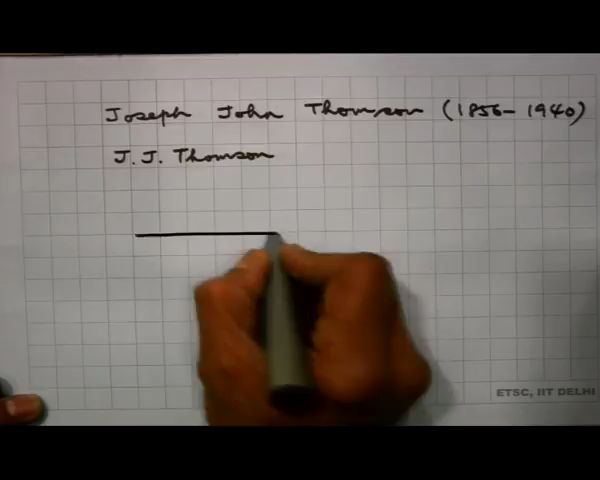 Joseph John Thomson (1856-1940)
J. J. Thomson
ETSC, IIT DELHI